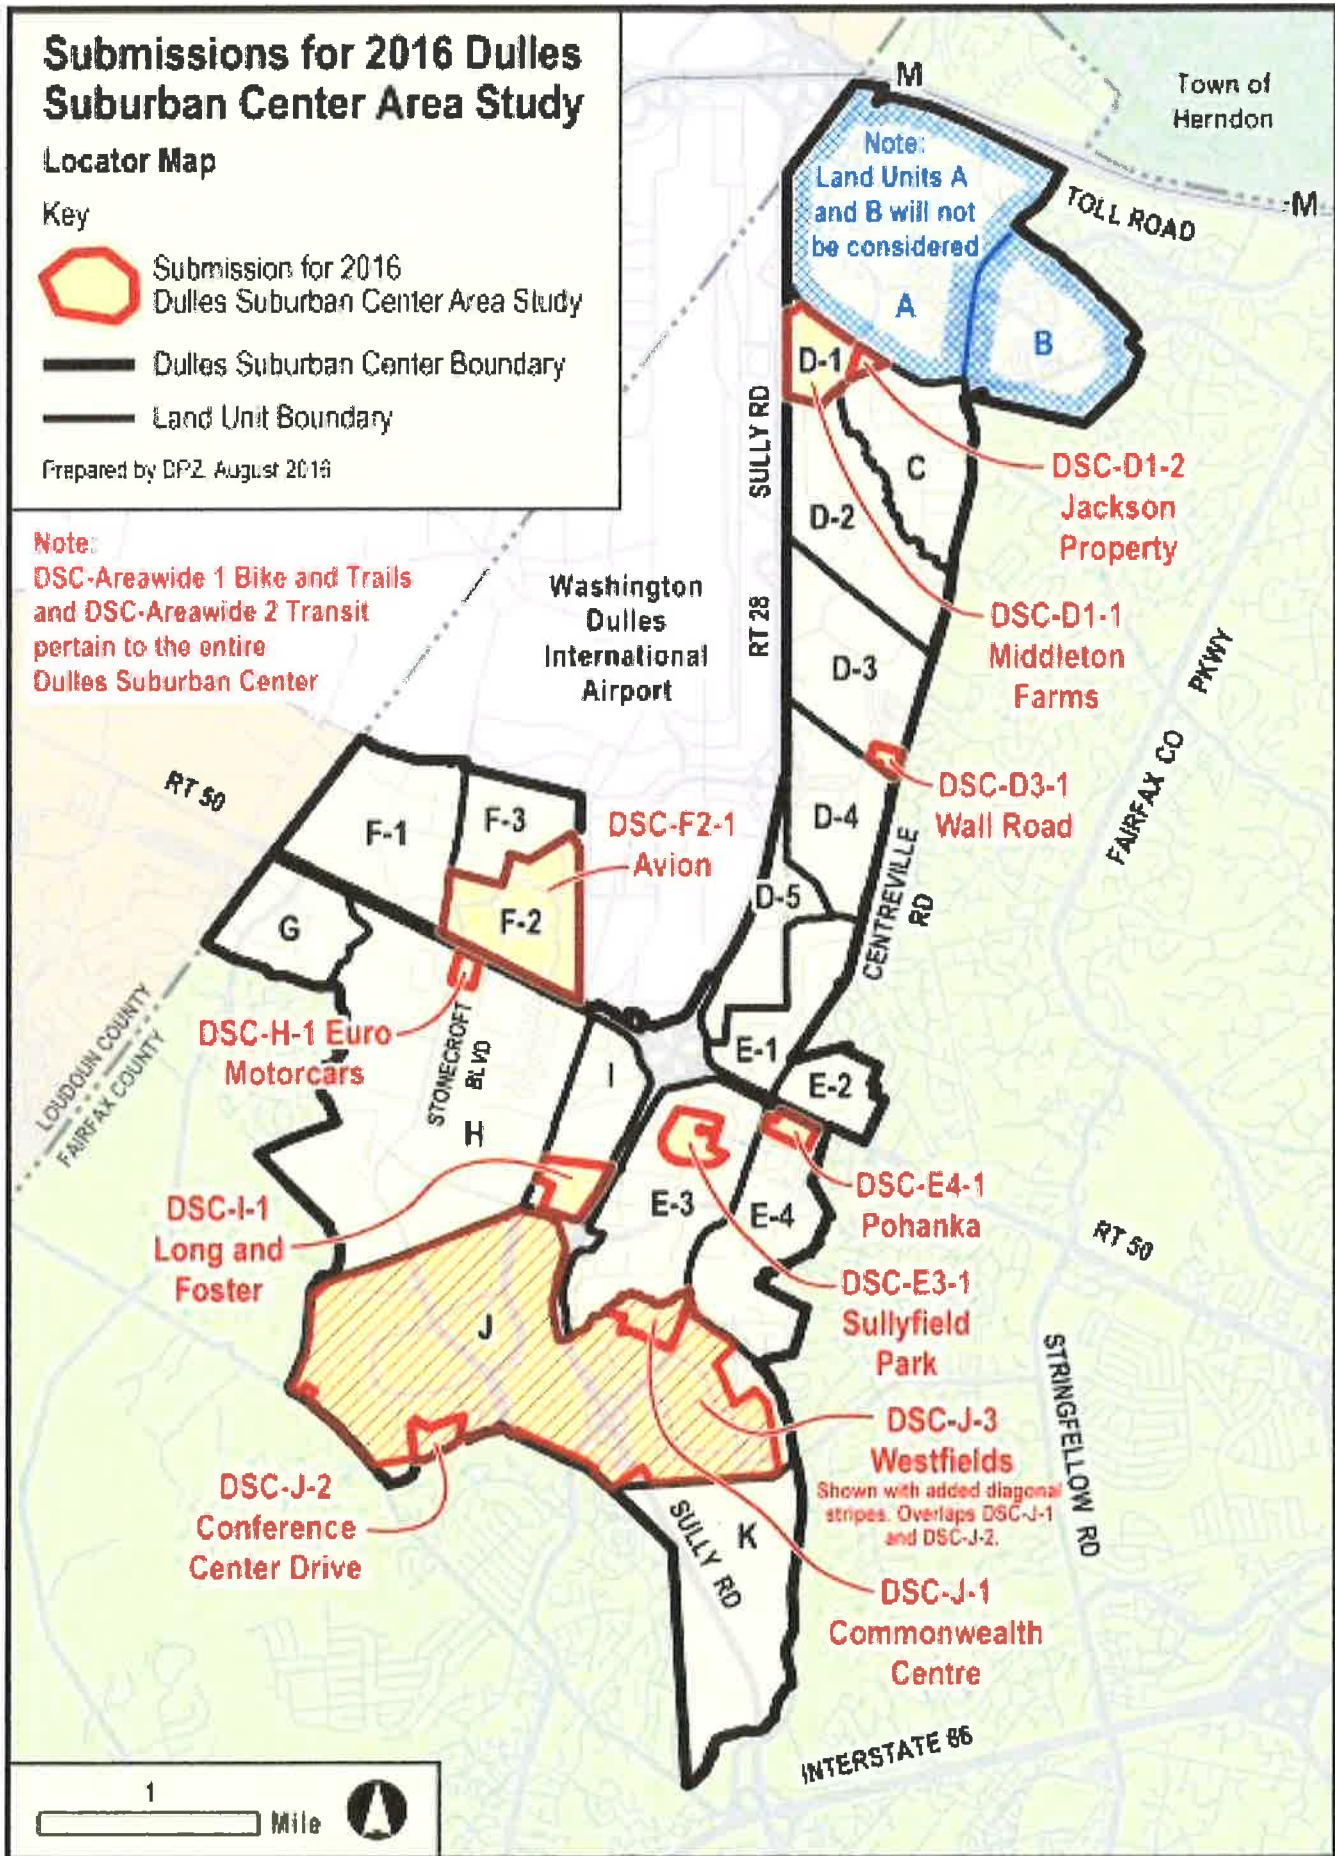 Submissions for 2016 Dulles
Suburban Center Area Study
Locator Map
Key
Submission for 2016
Dulles Suburban Center Area Study
Dulles Suburban Center Boundary
Land Unit Boundary
Prepared by DPZ August 2016
Note:
DSC-Areawide 1 Bike and Trails
and DSC-Areawide 2 Transit
pertain to the entire
Dulles Suburban Center
M
Town of
Herndon
Note:
Land Units A
and B will not
be considered
A
B
TOLL ROAD
M
D-1
SULLY RD
RT 28
C
D-2
DSC-D1-2
Jackson
Property
Washington
Dulles
International
Airport
DSC-D1-1
Middleton
Farms
D-3
FAIRFAX CO PKWY
DSC-D3-1
Wall Road
D-4
CENTREVILLE
RD
D-5
RT 50
F-1
F-3
DSC-F2-1
Avion
F-2
G
LOUDOUN COUNTY
FAIRFAX COUNTY
DSC-H-1 Euro
Motorcars
STONECROFT
BLVD
H
I
E-1
E-2
E-3
E-4
DSC-E4-1
Pohanka
RT 50
DSC-I-1
Long and
Foster
DSC-E3-1
Sullyfield
Park
J
STRINGFELLOW RD
DSC-J-3
Westfields
Shown with added diagonal
stripes. Overlaps DSC-J-1
and DSC-J-2.
DSC-J-2
Conference
Center Drive
SULLY RD
K
DSC-J-1
Commonwealth
Centre
INTERSTATE 66
1
Mile